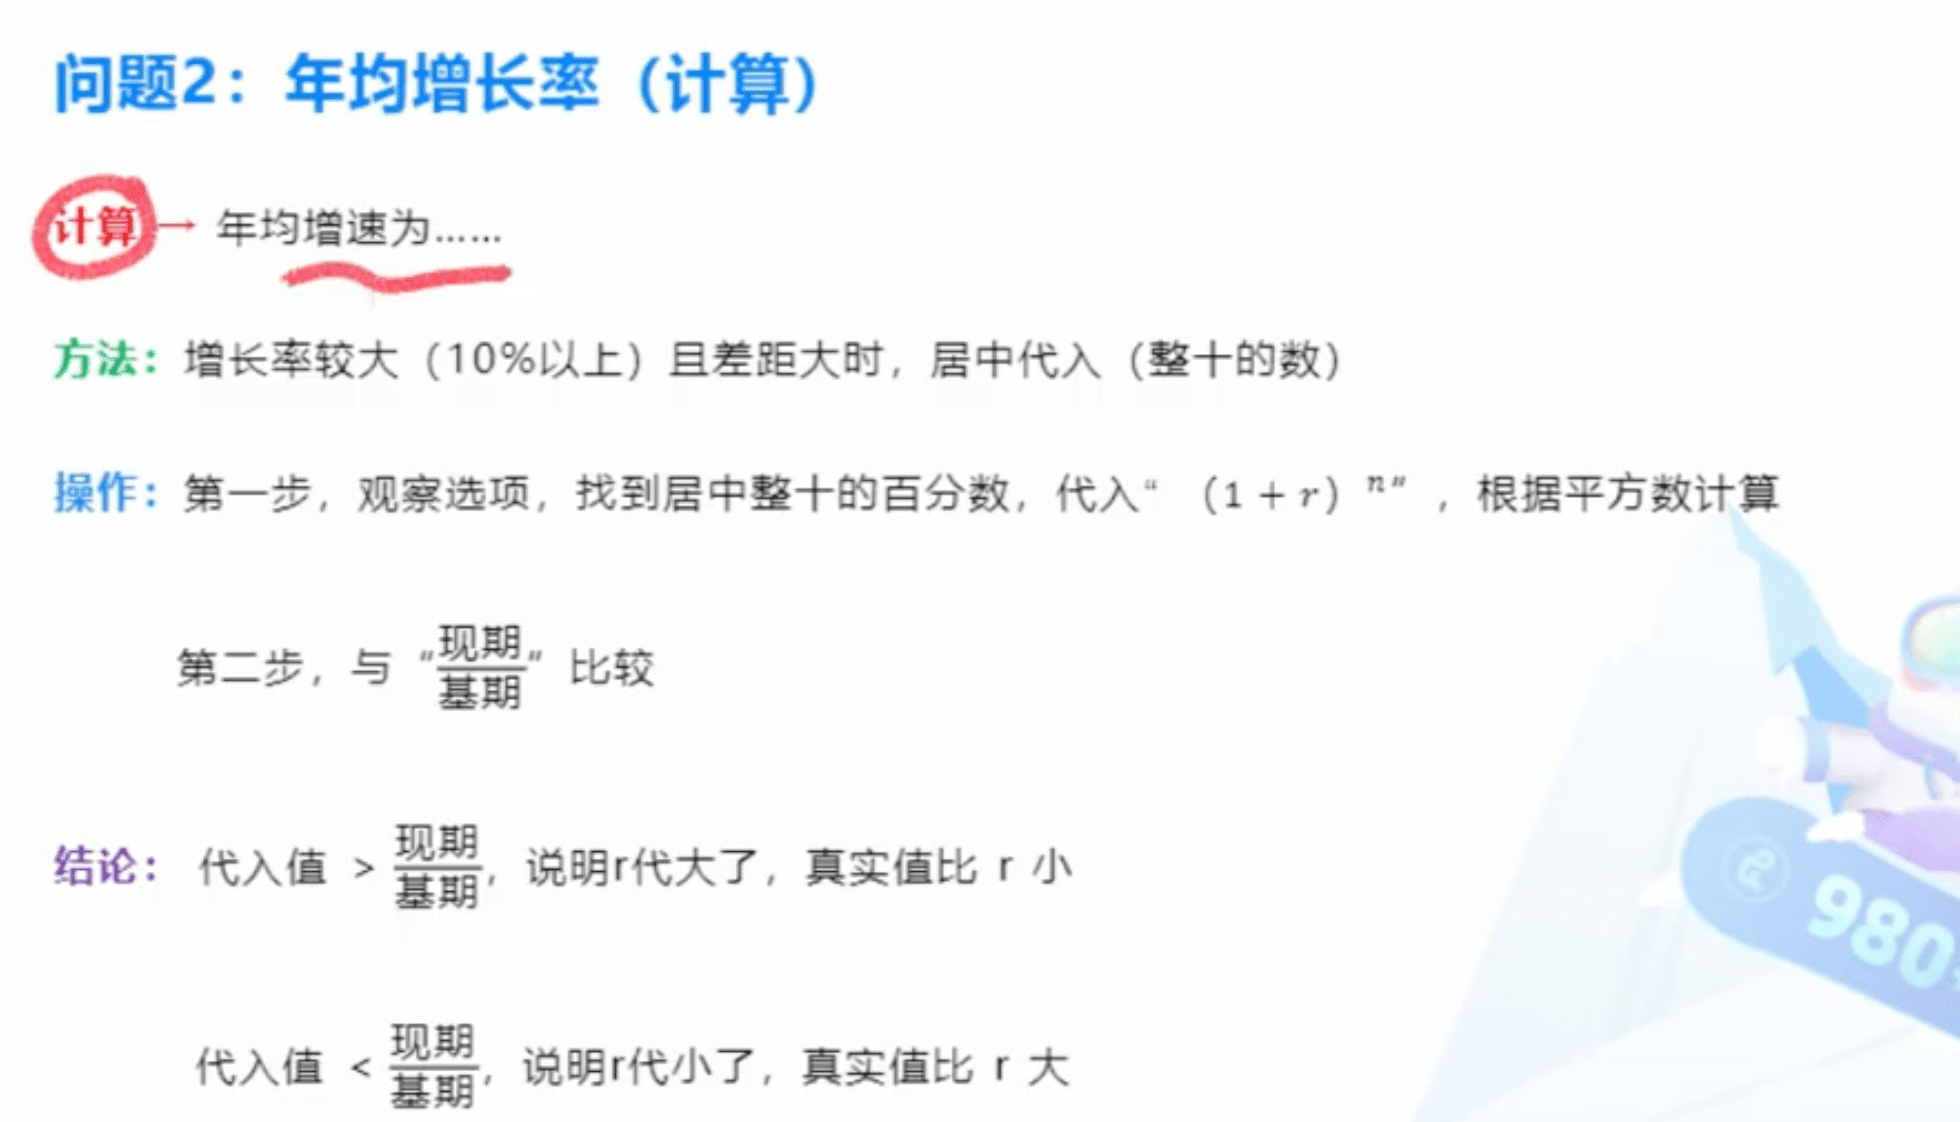 问题2：年均增长率（计算）
计算→ 年均增速为……
方法：增长率较大（10%以上）且差距大时，居中代入（整十的数）
操作：第一步，观察选项，找到居中整十的百分数，代入“（1 + r）ⁿ”，根据平方数计算
第二步，与“现期/基期”比较
结论：代入值 > 现期/基期，说明r代大了，真实值比 r 小
代入值 < 现期/基期，说明r代小了，真实值比 r 大
980+